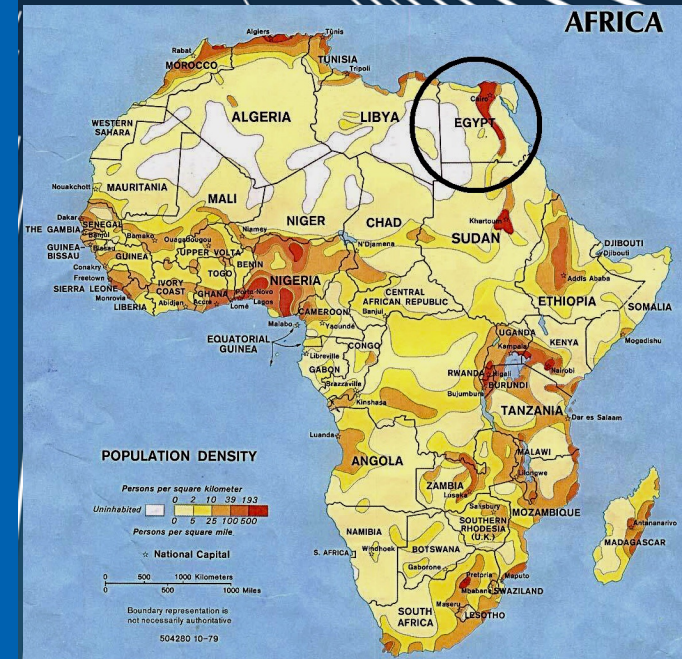 AFRICA
Algiers
Tūnis
Rabat
TUNISIA
MOROCCO
Tripoli
Cairo
ALGERIA
LIBYA
EGYPT
WESTERN
SAHARA
Nouakchott
MAURITANIA
MALI
NIGER
CHAD
Khartoum
SUDAN
Dakar
SENEGAL
THE GAMBIA
Banjul
Bamako
Niamey
Ouagadougou
N'Djamena
DJIBOUTI
Djibouti
GUINEA-
BISSAU
Bissau
GUINEA
UPPER VOLTA
BENIN
NIGERIA
Addis Ababa
Conakry
Freetown
SIERRA LEONE
Monrovia
LIBERIA
IVORY
COAST
Abidjan
GHANA
Accra
TOGO
Lomé
Porto-Novo
Lagos
CENTRAL
AFRICAN REPUBLIC
Banjul
ETHIOPIA
SOMALIA
CAMEROON
Malabo
Yaoundé
EQUATORIAL
GUINEA
Libreville
GABON
CONGO
Brazzaville
Kinshasa
UGANDA
Kampala
KENYA
Nairobi
Mogadishu
RWANDA
Kigali
BURUNDI
Bujumbura
TANZANIA
Dar es Salaam
Luanda
ANGOLA
ZAMBIA
Lusaka
MALAWI
Lilongwe
Salisbury
SOUTHERN
RHODESIA
(U.K.)
MOZAMBIQUE
Antananarivo
MADAGASCAR
NAMIBIA
S. AFRICA
Windhoek
BOTSWANA
Gaborone
Pretoria
Maputo
Mbabane
SWAZILAND
Maseru
LESOTHO
SOUTH
AFRICA
POPULATION DENSITY
Persons per square kilometer
0 2 10 39 193
Uninhabited
0 5 25 100 500
Persons per square mile
National Capital
0 500 1000 Kilometers
0 500 1000 Miles
Boundary representation is
not necessarily authoritative
504280 10-79